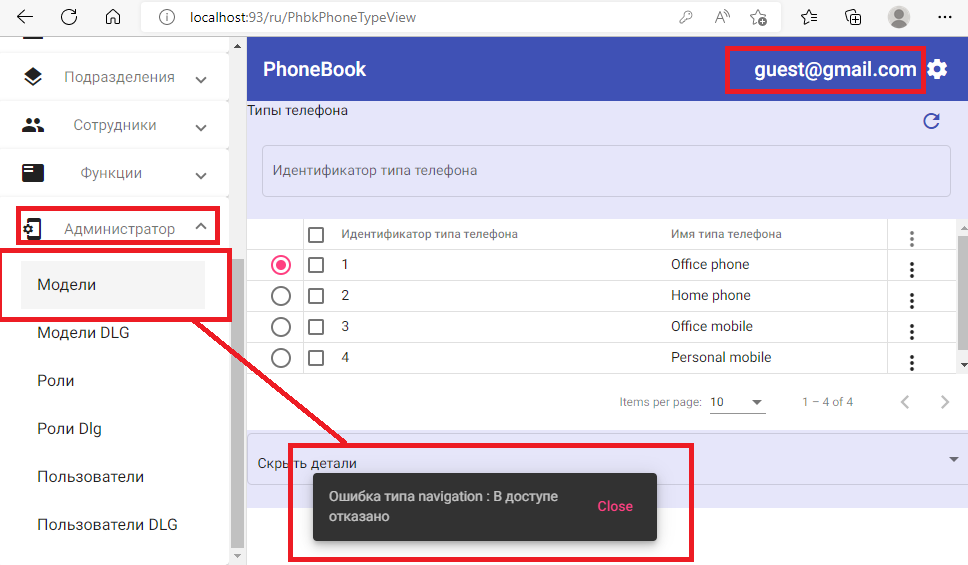 localhost:93/ru/PhbkPhoneTypeView
Подразделения
Сотрудники
Функции
Администратор
Модели
Модели DLG
Роли
Роли Dlg
Пользователи
Пользователи DLG
PhoneBook
guest@gmail.com
Типы телефона
Идентификатор типа телефона
Идентификатор типа телефона Имя типа телефона
1 Office phone
2 Home phone
3 Office mobile
4 Personal mobile
Items per page: 10 1 – 4 of 4
Скрыть детали
Ошибка типа navigation : В доступе
отказано
Close